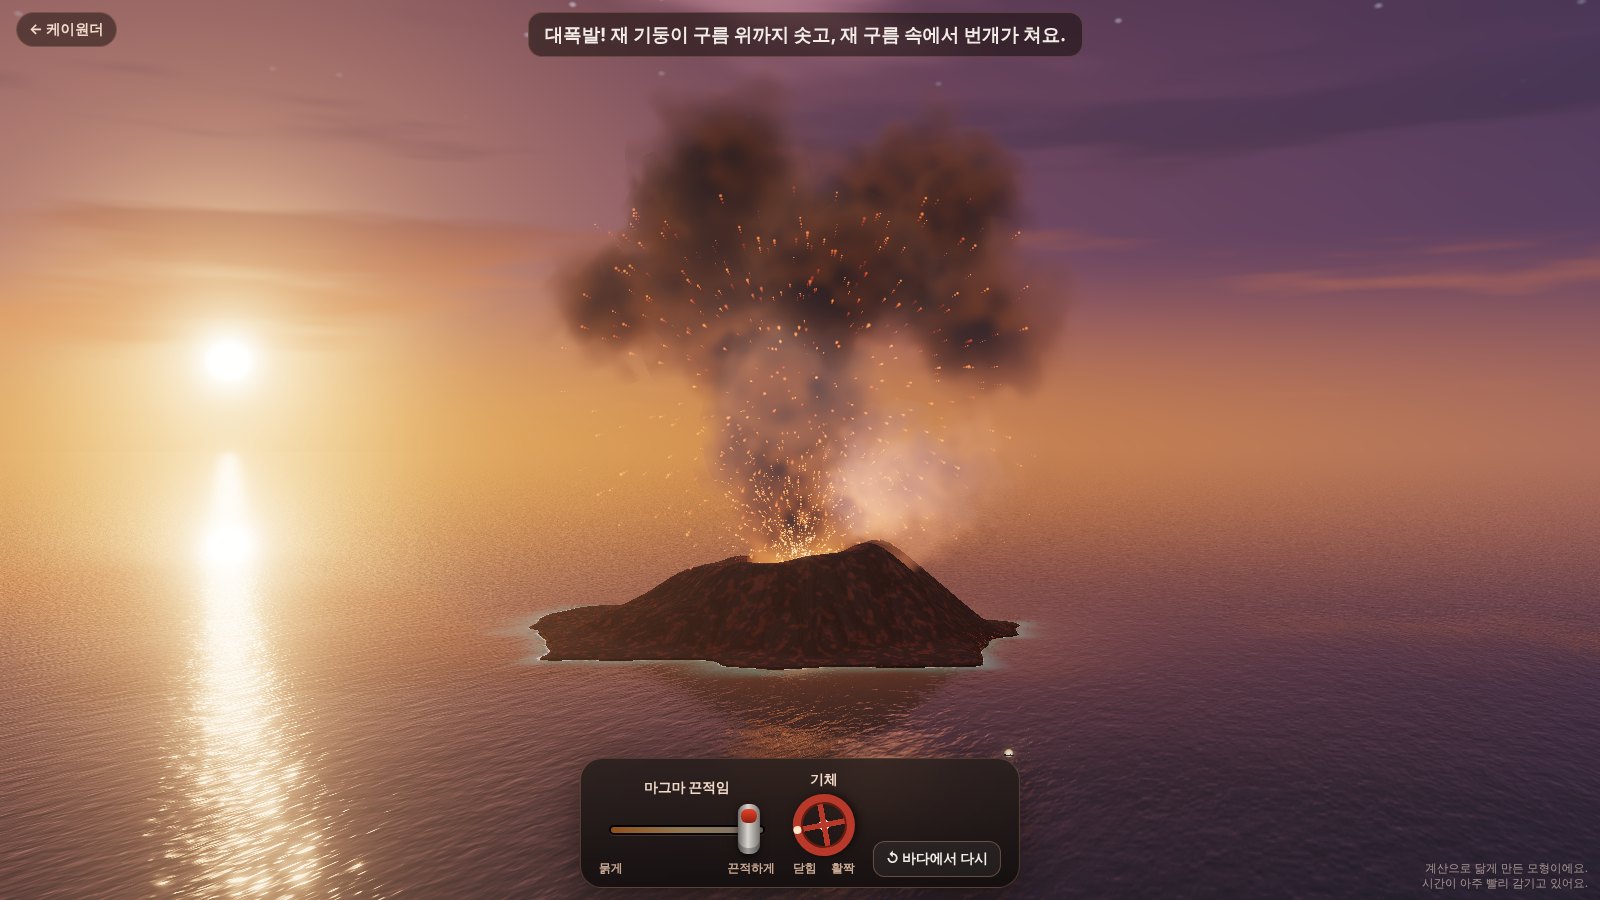 ← 케이원더
대폭발! 재 기둥이 구름 위까지 솟고, 재 구름 속에서 번개가 쳐요.
마그마 끈적임
기체
묽게
끈적하게
닫힘
활짝
바다에서 다시
계산으로 닮게 만든 모형이에요.
시간이 아주 빨리 감기고 있어요.